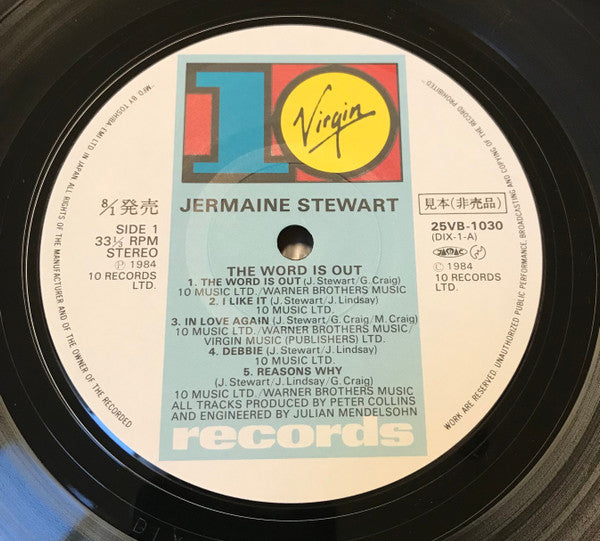 10
Virgin
JERMAINE STEWART
8/1発売
SIDE 1
33⅓ RPM
STEREO
℗ 1984
10 RECORDS
LTD.
見本(非売品)
25VB-1030
(DIX-1-A)
JASRAC
© 1984
10 RECORDS
LTD.
THE WORD IS OUT
1. THE WORD IS OUT (J. Stewart/G. Craig)
10 MUSIC LTD./WARNER BROTHERS MUSIC
2. I LIKE IT (J. Stewart/J. Lindsay)
10 MUSIC LTD.
3. IN LOVE AGAIN (J. Stewart/G. Craig/M. Craig)
10 MUSIC LTD./WARNER BROTHERS MUSIC/
VIRGIN MUSIC (PUBLISHERS) LTD.
4. DEBBIE (J. Stewart/J. Lindsay)
10 MUSIC LTD.
5. REASONS WHY
(J. Stewart/J. Lindsay/G. Craig)
10 MUSIC LTD./WARNER BROTHERS MUSIC
ALL TRACKS PRODUCED BY PETER COLLINS
AND ENGINEERED BY JULIAN MENDELSOHN
records
MF'D BY TOSHIBA EMI LTD IN JAPAN ALL RIGHTS OF THE MANUFACTURER AND OF THE OWNER OF THE RECORDED
WORK ARE RESERVED. UNAUTHORIZED PUBLIC PERFORMANCE, BROADCASTING AND COPYING OF THE RECORD PROHIBITED
DIX